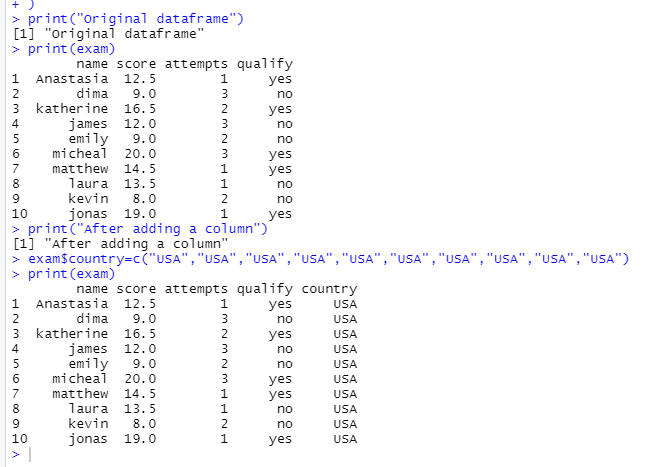 + )
> print("Original dataframe")
[1] "Original dataframe"
> print(exam)
        name score attempts qualify
1  Anastasia  12.5        1     yes
2       dima   9.0        3      no
3  katherine  16.5        2     yes
4      james  12.0        3      no
5      emily   9.0        2      no
6    micheal  20.0        3     yes
7    matthew  14.5        1     yes
8      laura  13.5        1      no
9      kevin   8.0        2      no
10     jonas  19.0        1     yes
> print("After adding a column")
[1] "After adding a column"
> exam$country=c("USA","USA","USA","USA","USA","USA","USA","USA","USA","USA")
> print(exam)
        name score attempts qualify country
1  Anastasia  12.5        1     yes     USA
2       dima   9.0        3      no     USA
3  katherine  16.5        2     yes     USA
4      james  12.0        3      no     USA
5      emily   9.0        2      no     USA
6    micheal  20.0        3     yes     USA
7    matthew  14.5        1     yes     USA
8      laura  13.5        1      no     USA
9      kevin   8.0        2      no     USA
10     jonas  19.0        1     yes     USA
>